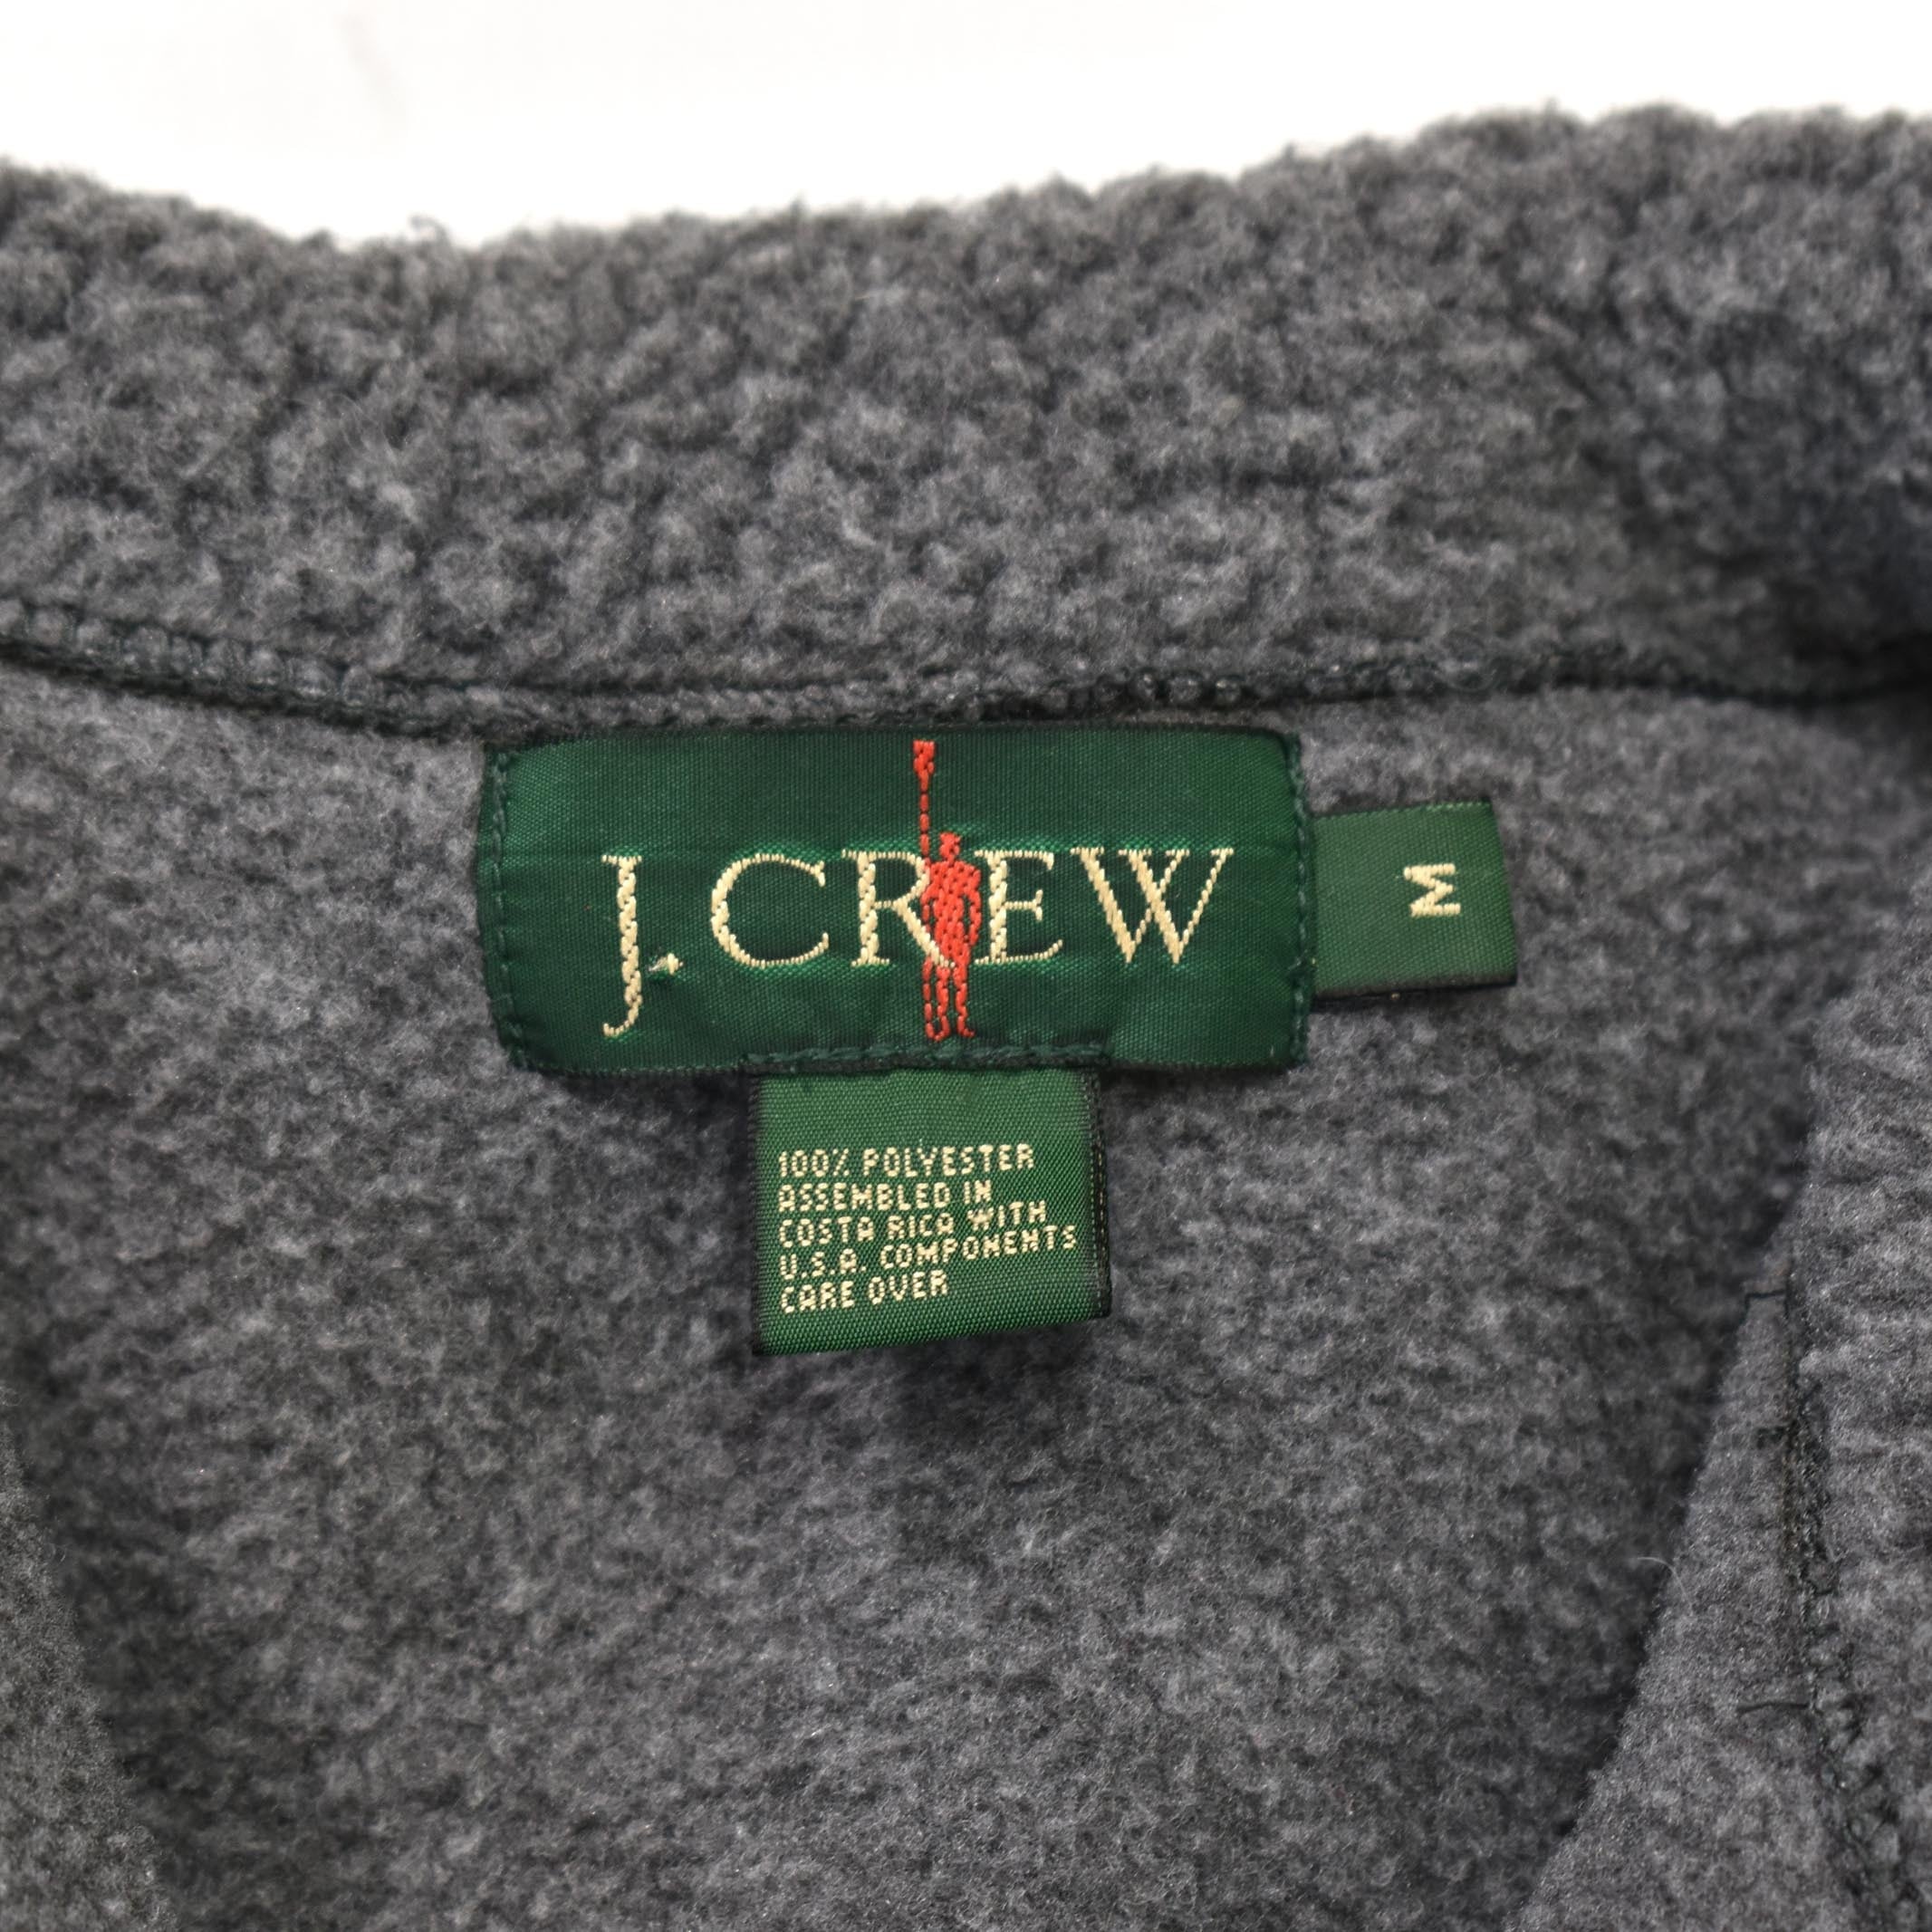 J.CREW
M
100% POLYESTER
ASSEMBLED IN
COSTA RICA WITH
U.S.A. COMPONENTS
CARE OVER